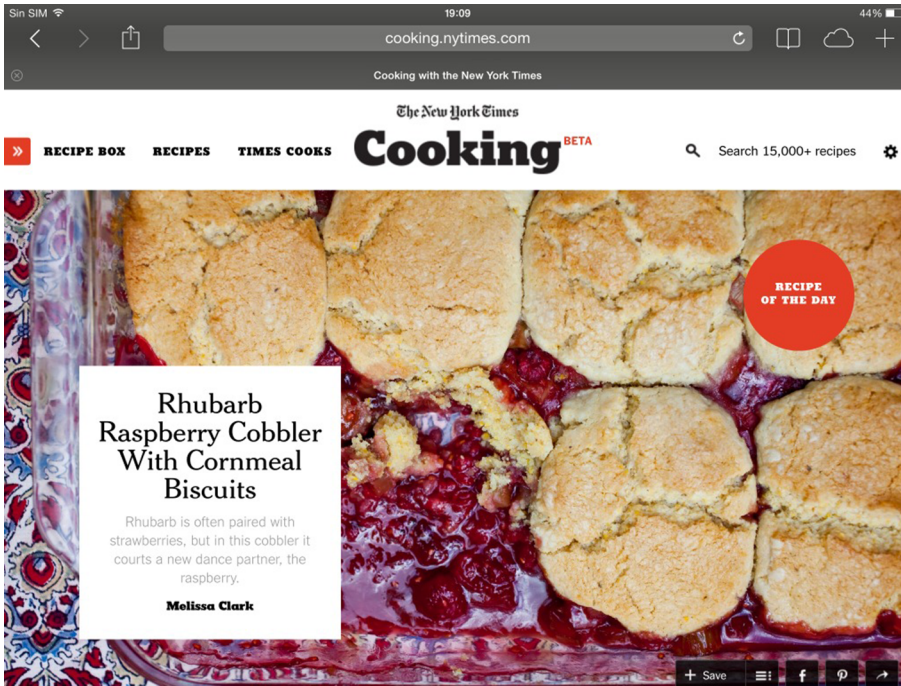 Sin SIM 19:09 44%
cooking.nytimes.com
Cooking with the New York Times
The New York Times
RECIPE BOX RECIPES TIMES COOKS Cooking BETA Search 15,000+ recipes
RECIPE
OF THE DAY
Rhubarb
Raspberry Cobbler
With Cornmeal
Biscuits
Rhubarb is often paired with
strawberries, but in this cobbler it
courts a new dance partner, the
raspberry.
Melissa Clark
+ Save